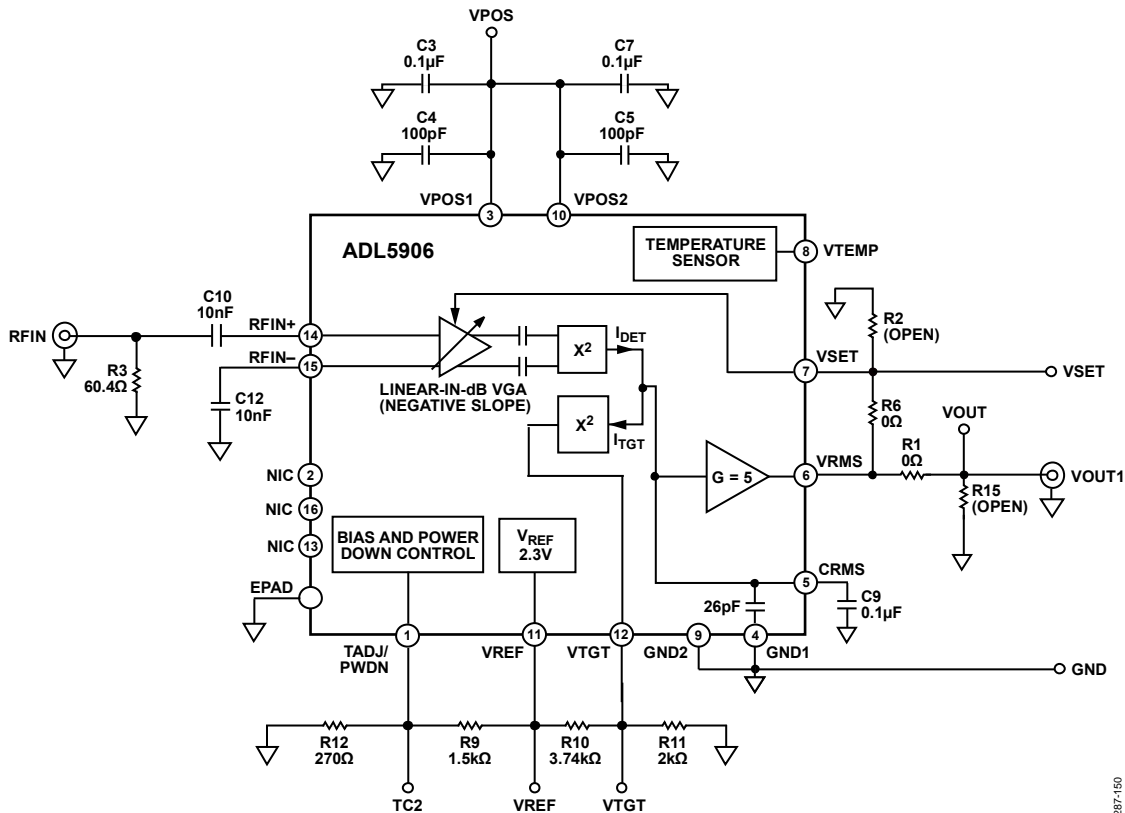 VPOS
C3
0.1µF
C7
0.1µF
C4
100pF
C5
100pF
VPOS1
VPOS2
3
10
ADL5906
TEMPERATURE
SENSOR
8
VTEMP
C10
10nF
RFIN+
14
RFIN
R3
60.4Ω
RFIN–
15
C12
10nF
LINEAR-IN-dB VGA
(NEGATIVE SLOPE)
X2
IDET
X2
ITGT
R2
(OPEN)
7
VSET
VSET
R6
0Ω
VOUT
R1
0Ω
G = 5
6
VRMS
VOUT1
R15
(OPEN)
NIC
2
NIC
16
NIC
13
EPAD
BIAS AND POWER
DOWN CONTROL
VREF
2.3V
26pF
5
CRMS
C9
0.1µF
1
11
12
9
4
TADJ/
PWDN
VREF
VTGT
GND2
GND1
GND
R12
270Ω
R9
1.5kΩ
R10
3.74kΩ
R11
2kΩ
TC2
VREF
VTGT
287-150